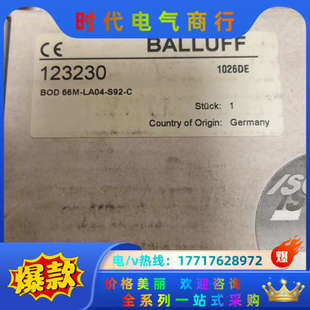 时代电气商行
CE
BALLUFF
123230
1026DE
BOD 66M-LA04-S92-C
Stück: 1
Country of Origin: Germany
ISO
爆款
电/v热线：17717628972
爆
价格美丽 欢迎咨询
全系列一站式采购